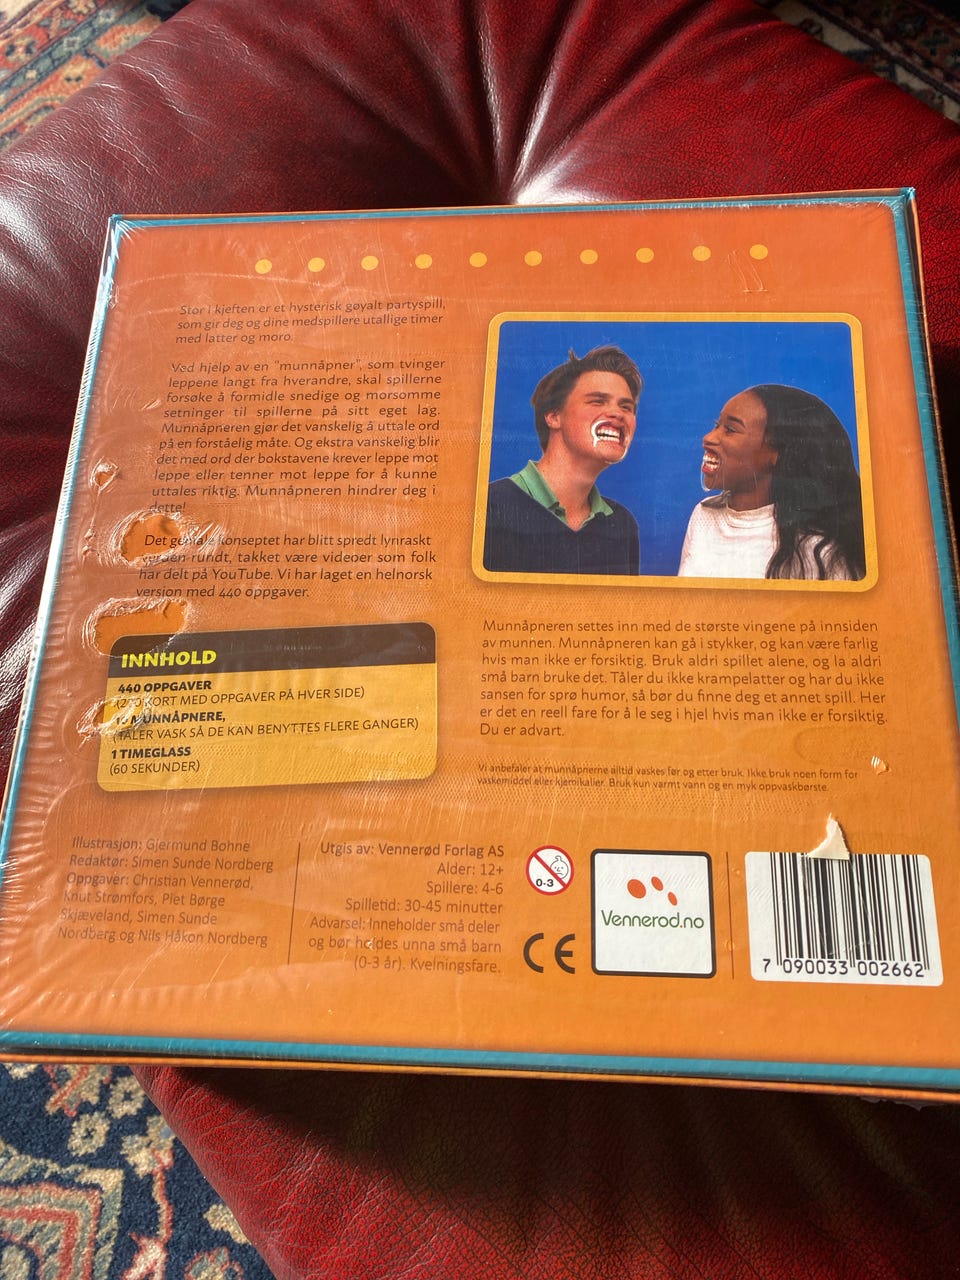 Stor i kjeften er et hysterisk gøyalt partyspill,
som gir deg og dine medspillere utallige timer
med latter og moro.
Ved hjelp av en "munnåpner", som tvinger
leppene langt fra hverandre, skal spillerne
forsøke å formidle snedige og morsomme
setninger til spillerne på sitt eget lag.
Munnåpneren gjør det vanskelig å uttale ord
på en forståelig måte. Og ekstra vanskelig blir
det med ord der bokstavene krever leppe mot
leppe eller tenner mot leppe for å kunne
uttales riktig. Munnåpneren hindrer deg i
dette!
Det geniale konseptet har blitt spredt lynraskt
verden rundt, takket være videoer som folk
har delt på YouTube. Vi har laget en helnorsk
version med 440 oppgaver.
INNHOLD
440 OPPGAVER
(220 KORT MED OPPGAVER PÅ HVER SIDE)
MUNNÅPNERE,
(TÅLER VASK SÅ DE KAN BENYTTES FLERE GANGER)
1 TIMEGLASS
(60 SEKUNDER)
Munnåpneren settes inn med de største vingene på innsiden
av munnen. Munnåpneren kan gå i stykker, og kan være farlig
hvis man ikke er forsiktig. Bruk aldri spillet alene, og la aldri
små barn bruke det. Tåler du ikke krampelatter og har du ikke
sansen for sprø humor, så bør du finne deg et annet spill. Her
er det en reell fare for å le seg i hjel hvis man ikke er forsiktig.
Du er advart.
Vi anbefaler at munnåpnerne alltid vaskes før og etter bruk. Ikke bruk noen form for
vaskemiddel eller kjemikalier. Bruk kun varmt vann og en myk oppvaskbørste.
Illustrasjon: Gjermund Bohne
Redaktør: Simen Sunde Nordberg
Oppgaver: Christian Vennerød,
Knut Strømfors, Piet Børge
Skjæveland, Simen Sunde
Nordberg og Nils Håkon Nordberg
Utgis av: Vennerød Forlag AS
Alder: 12+
Spillere: 4-6
Spilletid: 30-45 minutter
Advarsel: Inneholder små deler
og bør holdes unna små barn
(0-3 år). Kvelningsfare.
0-3
CE
Vennerod.no
7 090033 002662